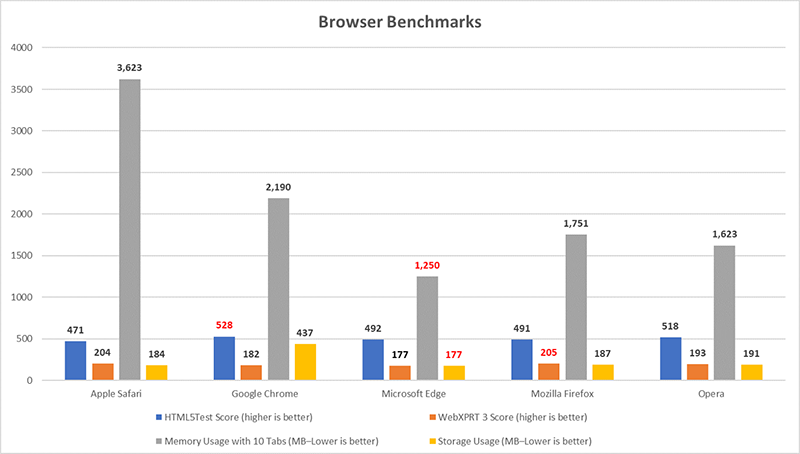 Browser Benchmarks
4000
3500
3000
2500
2000
1500
1000
500
0
3,623
2,190
1,250
1,751
1,623
471
204
184
528
182
437
492
177
177
491
205
187
518
193
191
Apple Safari
Google Chrome
Microsoft Edge
Mozilla Firefox
Opera
HTML5Test Score (higher is better)
WebXPRT 3 Score (higher is better)
Memory Usage with 10 Tabs (MB–Lower is better)
Storage Usage (MB–Lower is better)